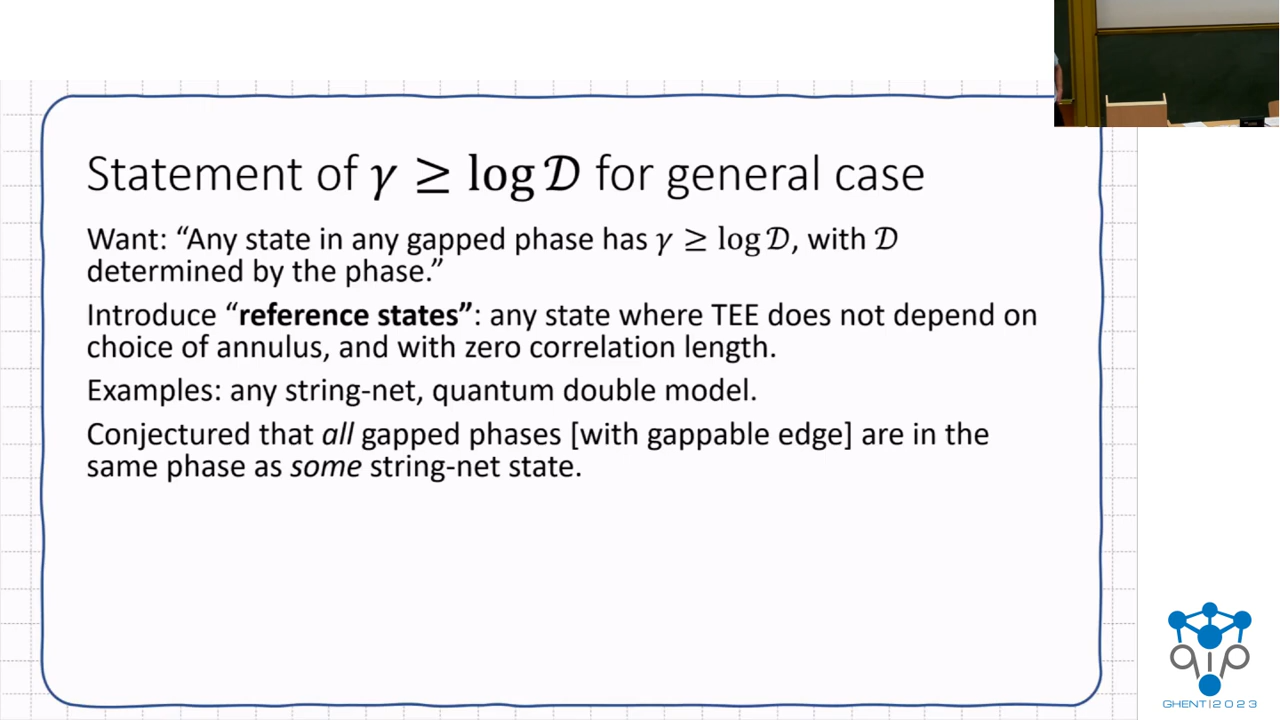 Statement of γ ≥ log 𝒟 for general case
Want: “Any state in any gapped phase has γ ≥ log 𝒟, with 𝒟
determined by the phase.”
Introduce “reference states”: any state where TEE does not depend on
choice of annulus, and with zero correlation length.
Examples: any string-net, quantum double model.
Conjectured that all gapped phases [with gappable edge] are in the
same phase as some string-net state.
qip
GHENT|2023